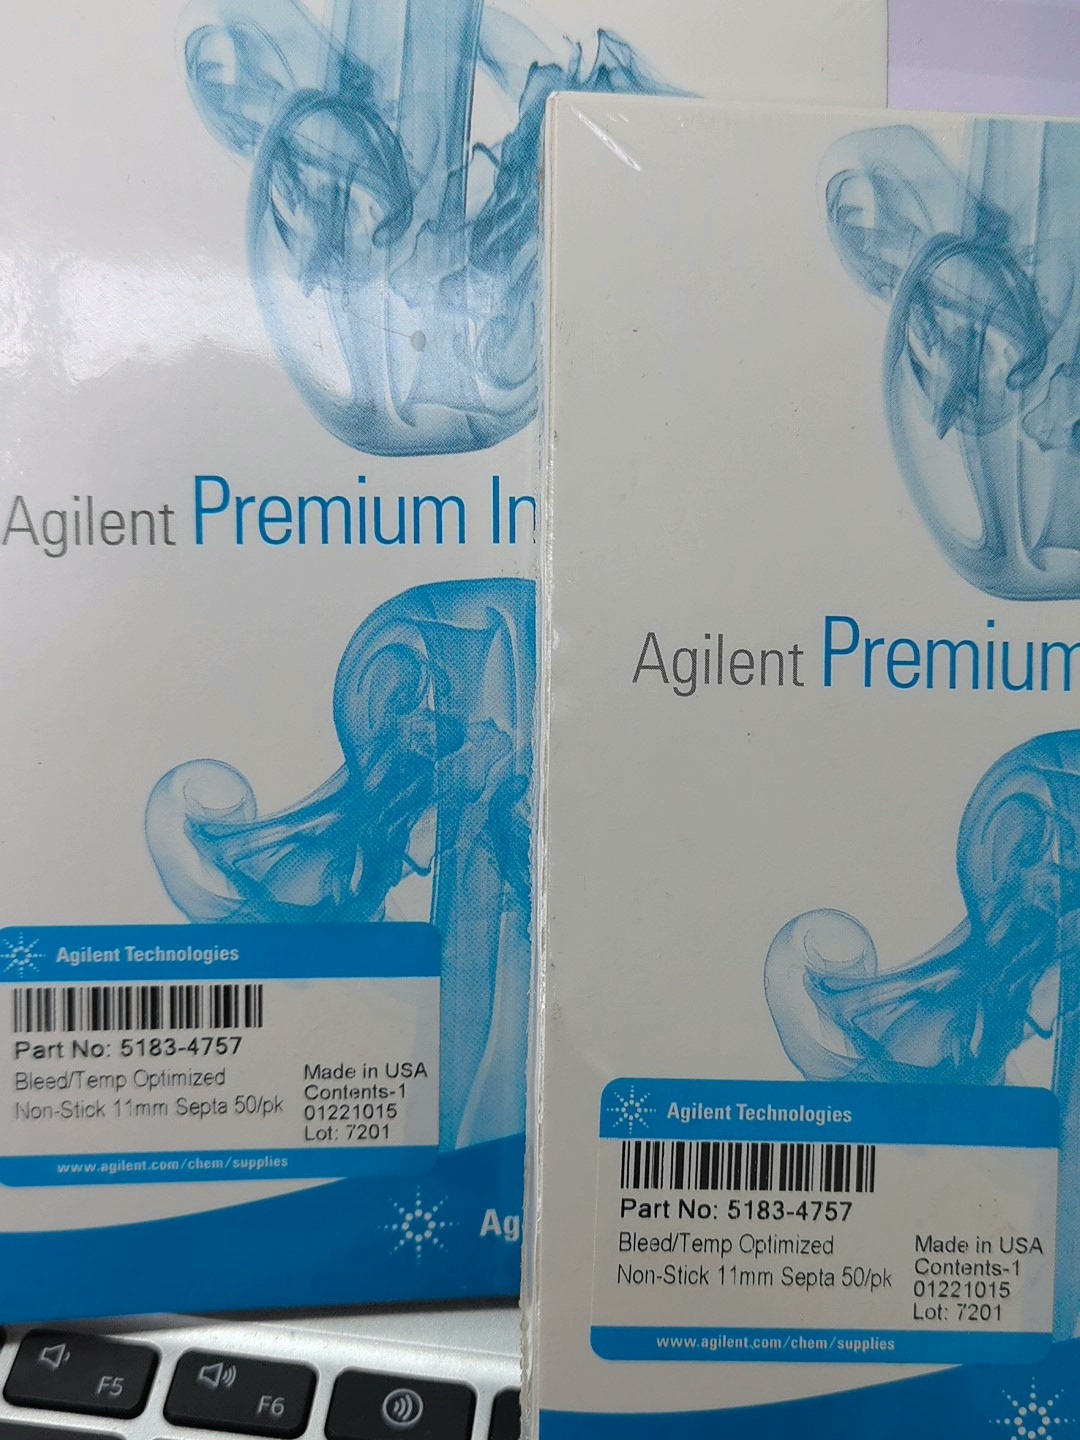 Agilent Premium In
Agilent Technologies
Part No: 5183-4757
Bleed/Temp Optimized
Non-Stick 11mm Septa 50/pk
Made in USA
Contents-1
01221015
Lot: 7201
www.agilent.com/chem/supplies
Ag
F5
F6
Agilent Premium
Agilent Technologies
Part No: 5183-4757
Bleed/Temp Optimized
Non-Stick 11mm Septa 50/pk
Made in USA
Contents-1
01221015
Lot: 7201
www.agilent.com/chem/supplies